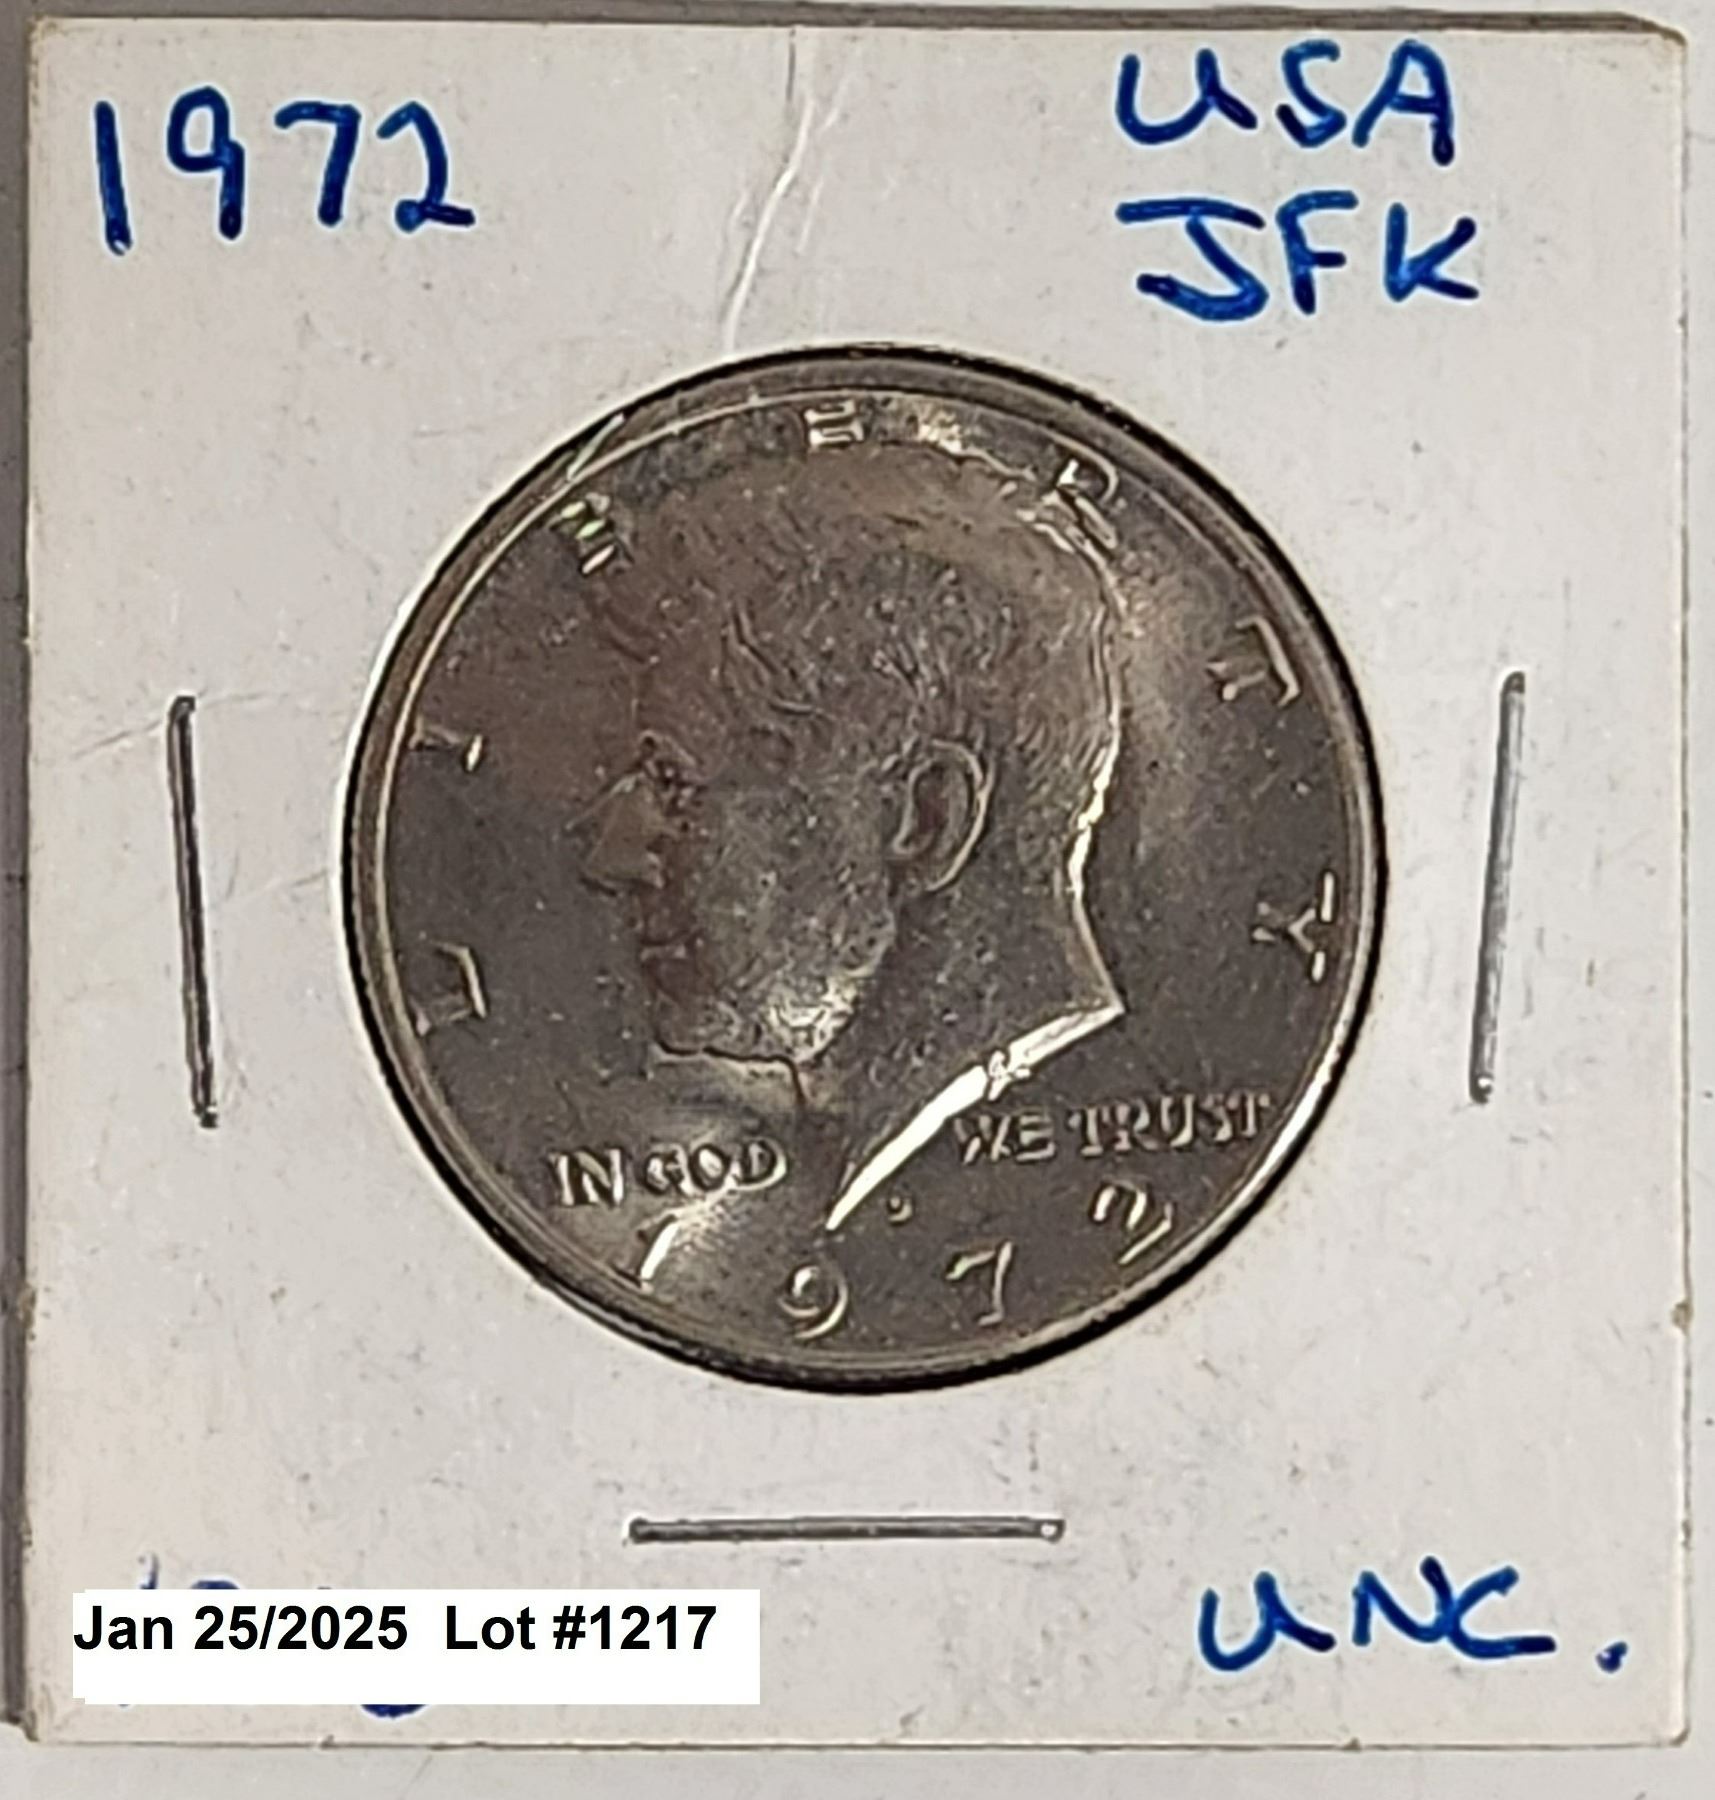 1972
USA
JFK
LIBERTY
IN GOD WE TRUST
1972
Jan 25/2025 Lot #1217
UNC.